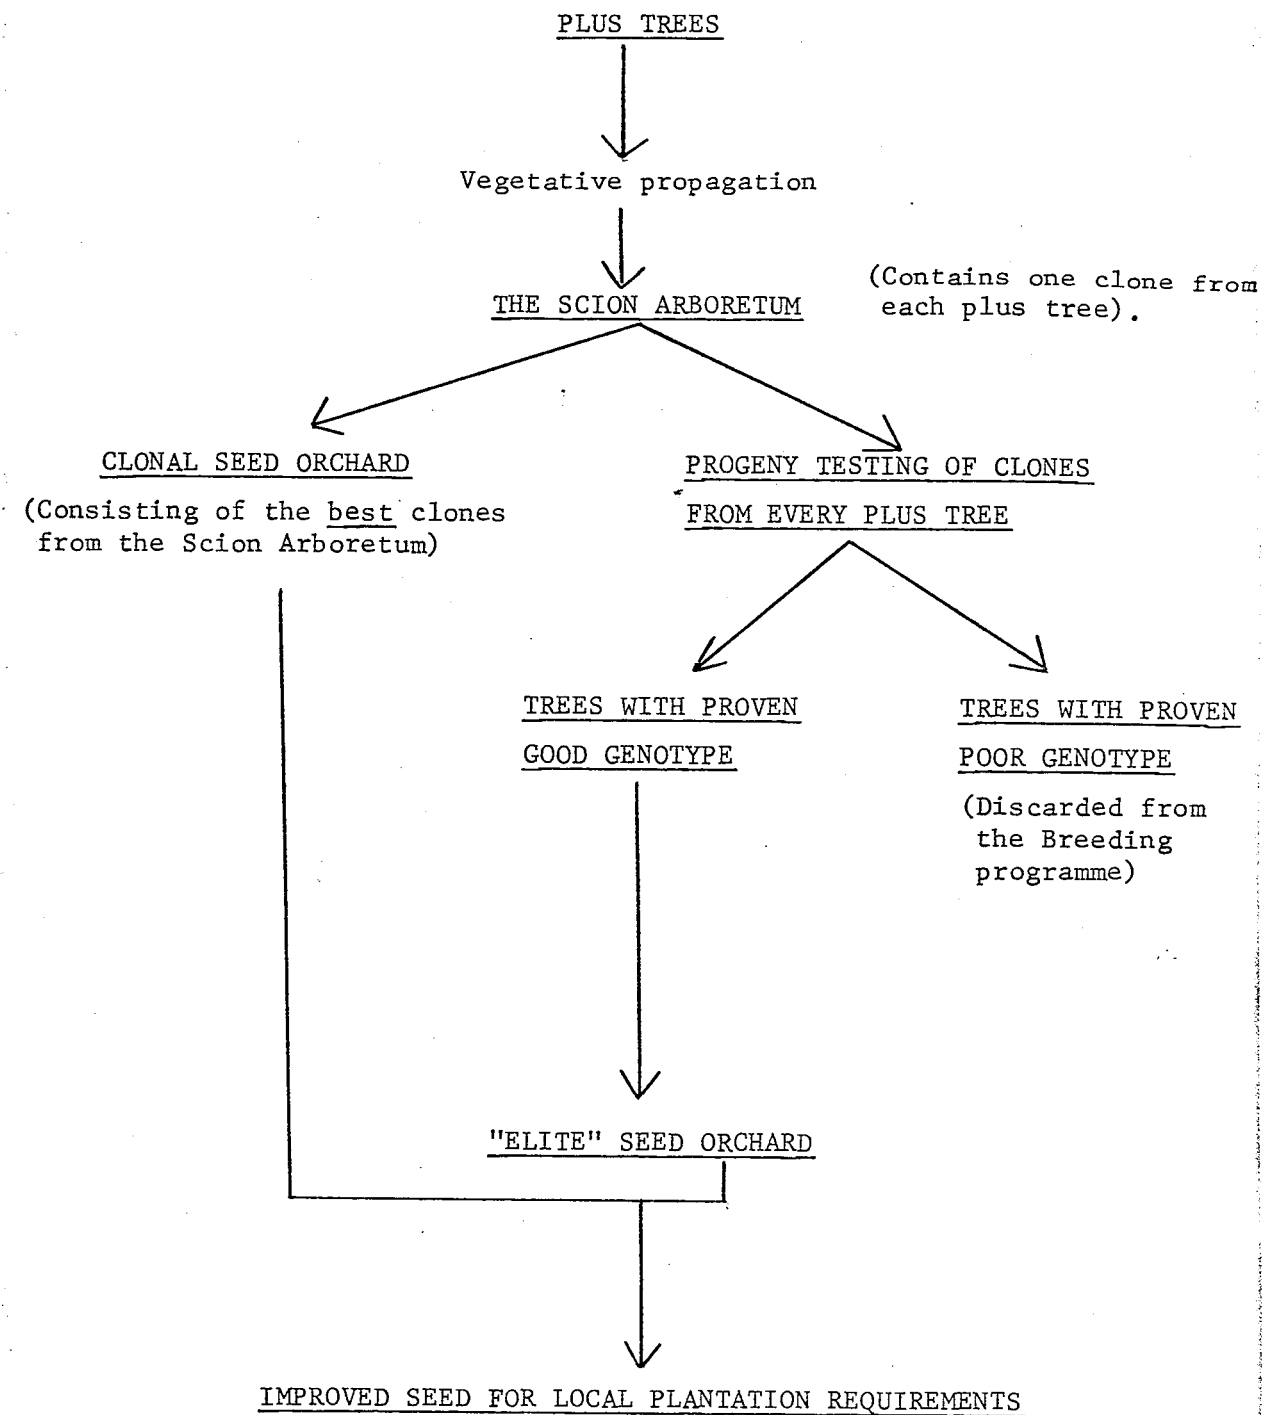 PLUS TREES
Vegetative propagation
THE SCION ARBORETUM
(Contains one clone from
each plus tree).
CLONAL SEED ORCHARD
(Consisting of the best clones
from the Scion Arboretum)
PROGENY TESTING OF CLONES
FROM EVERY PLUS TREE
TREES WITH PROVEN
GOOD GENOTYPE
TREES WITH PROVEN
POOR GENOTYPE
(Discarded from
the Breeding
programme)
"ELITE" SEED ORCHARD
IMPROVED SEED FOR LOCAL PLANTATION REQUIREMENTS